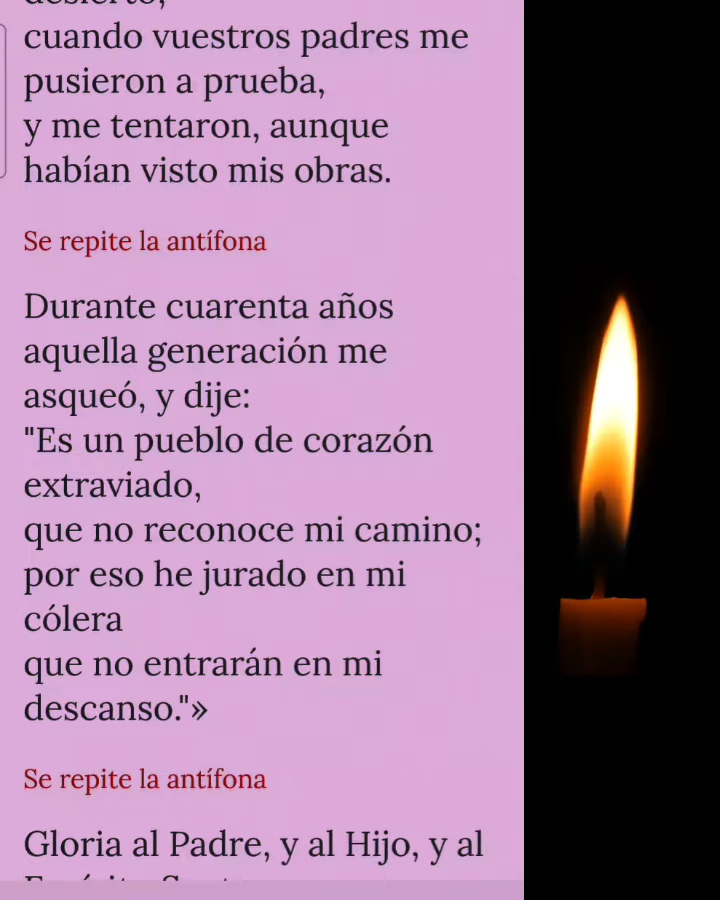 desierto,
cuando vuestros padres me
pusieron a prueba,
y me tentaron, aunque
habían visto mis obras.
Se repite la antífona
Durante cuarenta años
aquella generación me
asqueó, y dije:
"Es un pueblo de corazón
extraviado,
que no reconoce mi camino;
por eso he jurado en mi
cólera
que no entrarán en mi
descanso."»
Se repite la antífona
Gloria al Padre, y al Hijo, y al